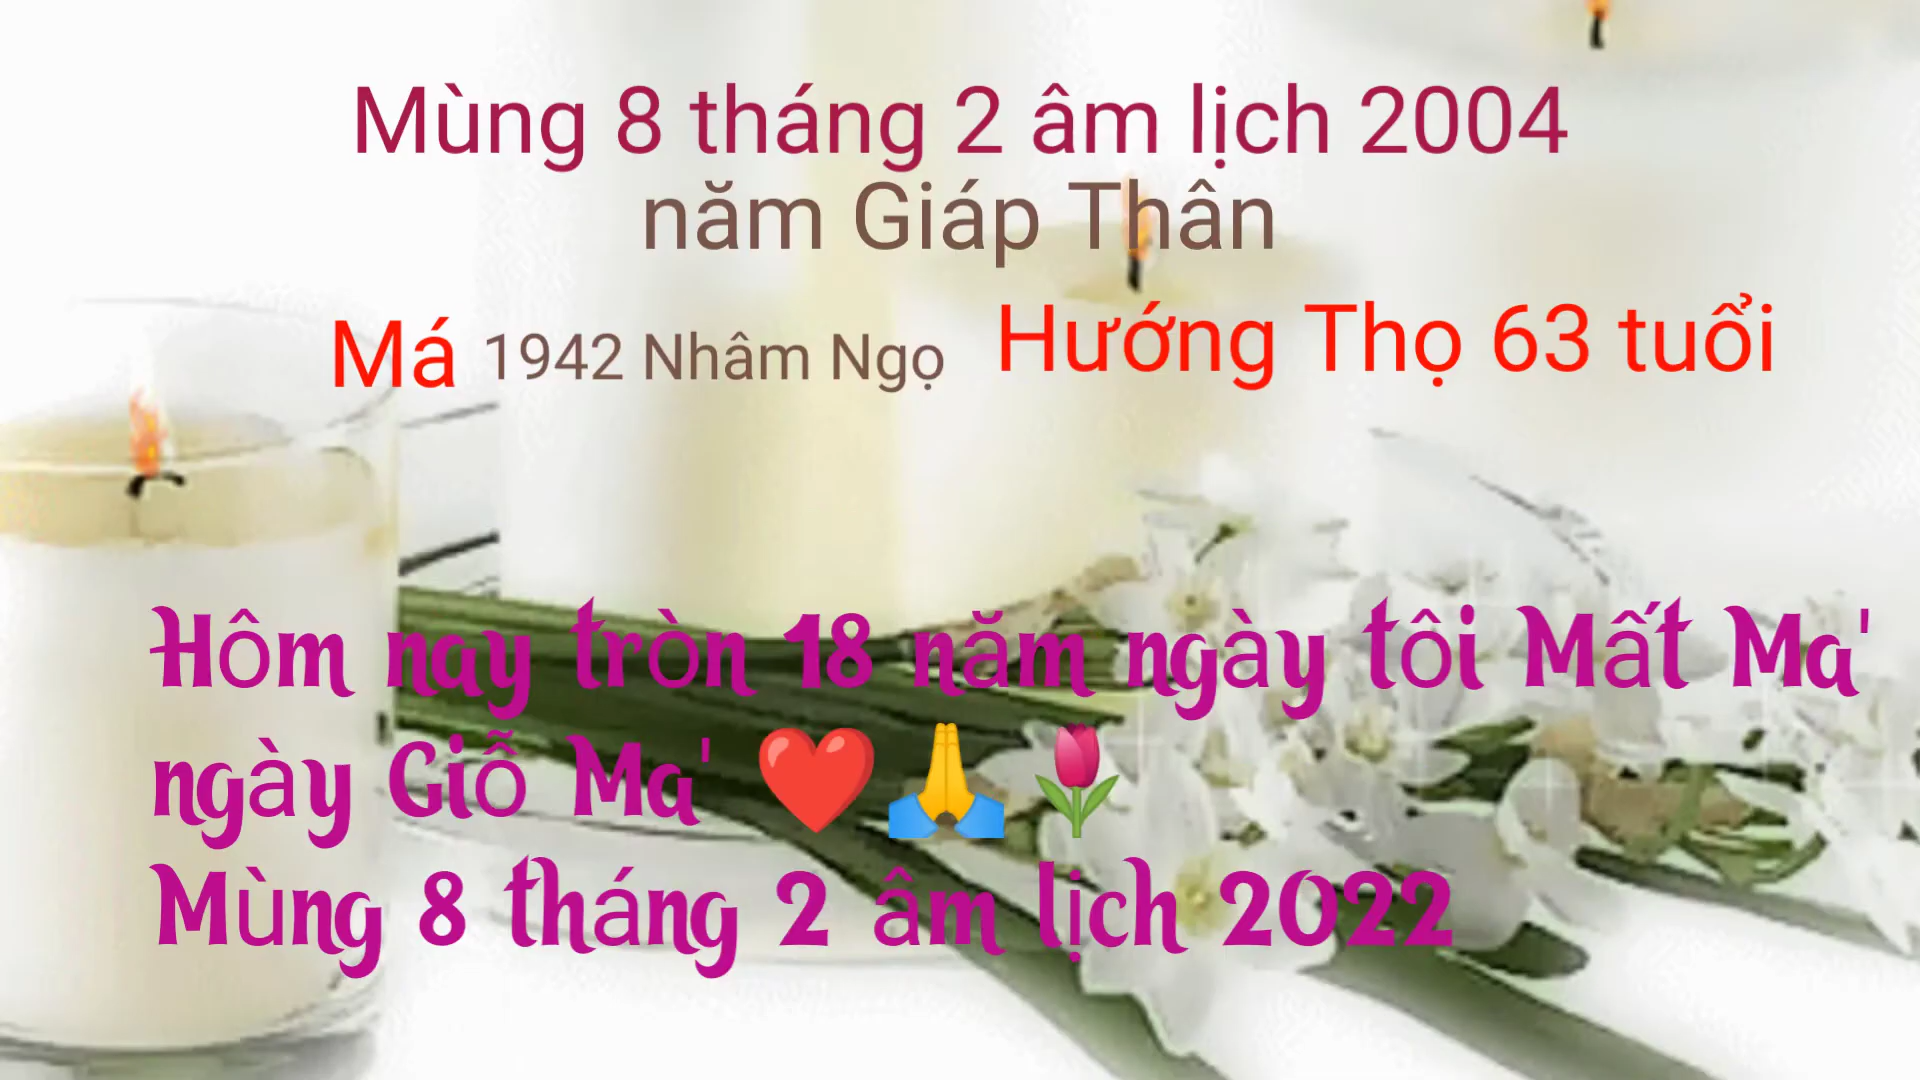 Mùng 8 tháng 2 âm lịch 2004
năm Giáp Thân
Má 1942 Nhâm Ngọ Hướng Thọ 63 tuổi
Hôm nay tròn 18 năm ngày tôi Mất Ma'
ngày Giỗ Ma' ❤️🙏🌷
Mùng 8 tháng 2 âm lịch 2022